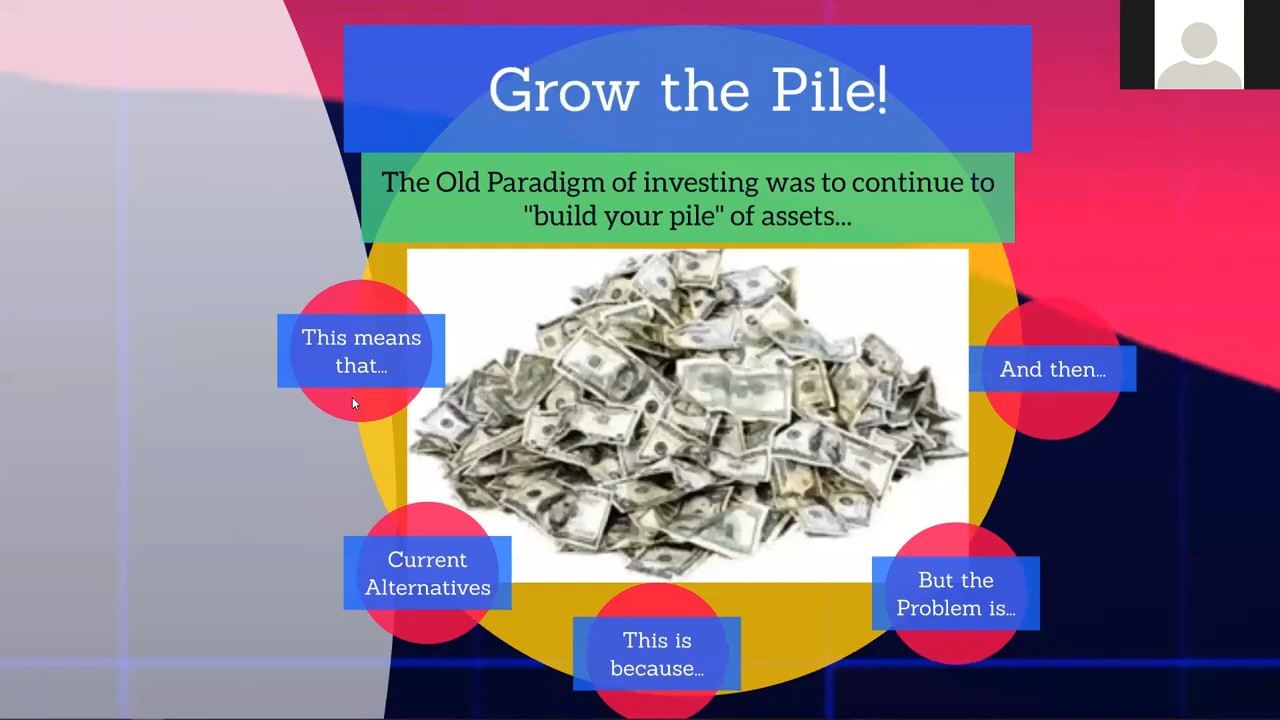 Grow the Pile!
The Old Paradigm of investing was to continue to
"build your pile" of assets...
This means
that...
And then...
Current
Alternatives
But the
Problem is...
This is
because...